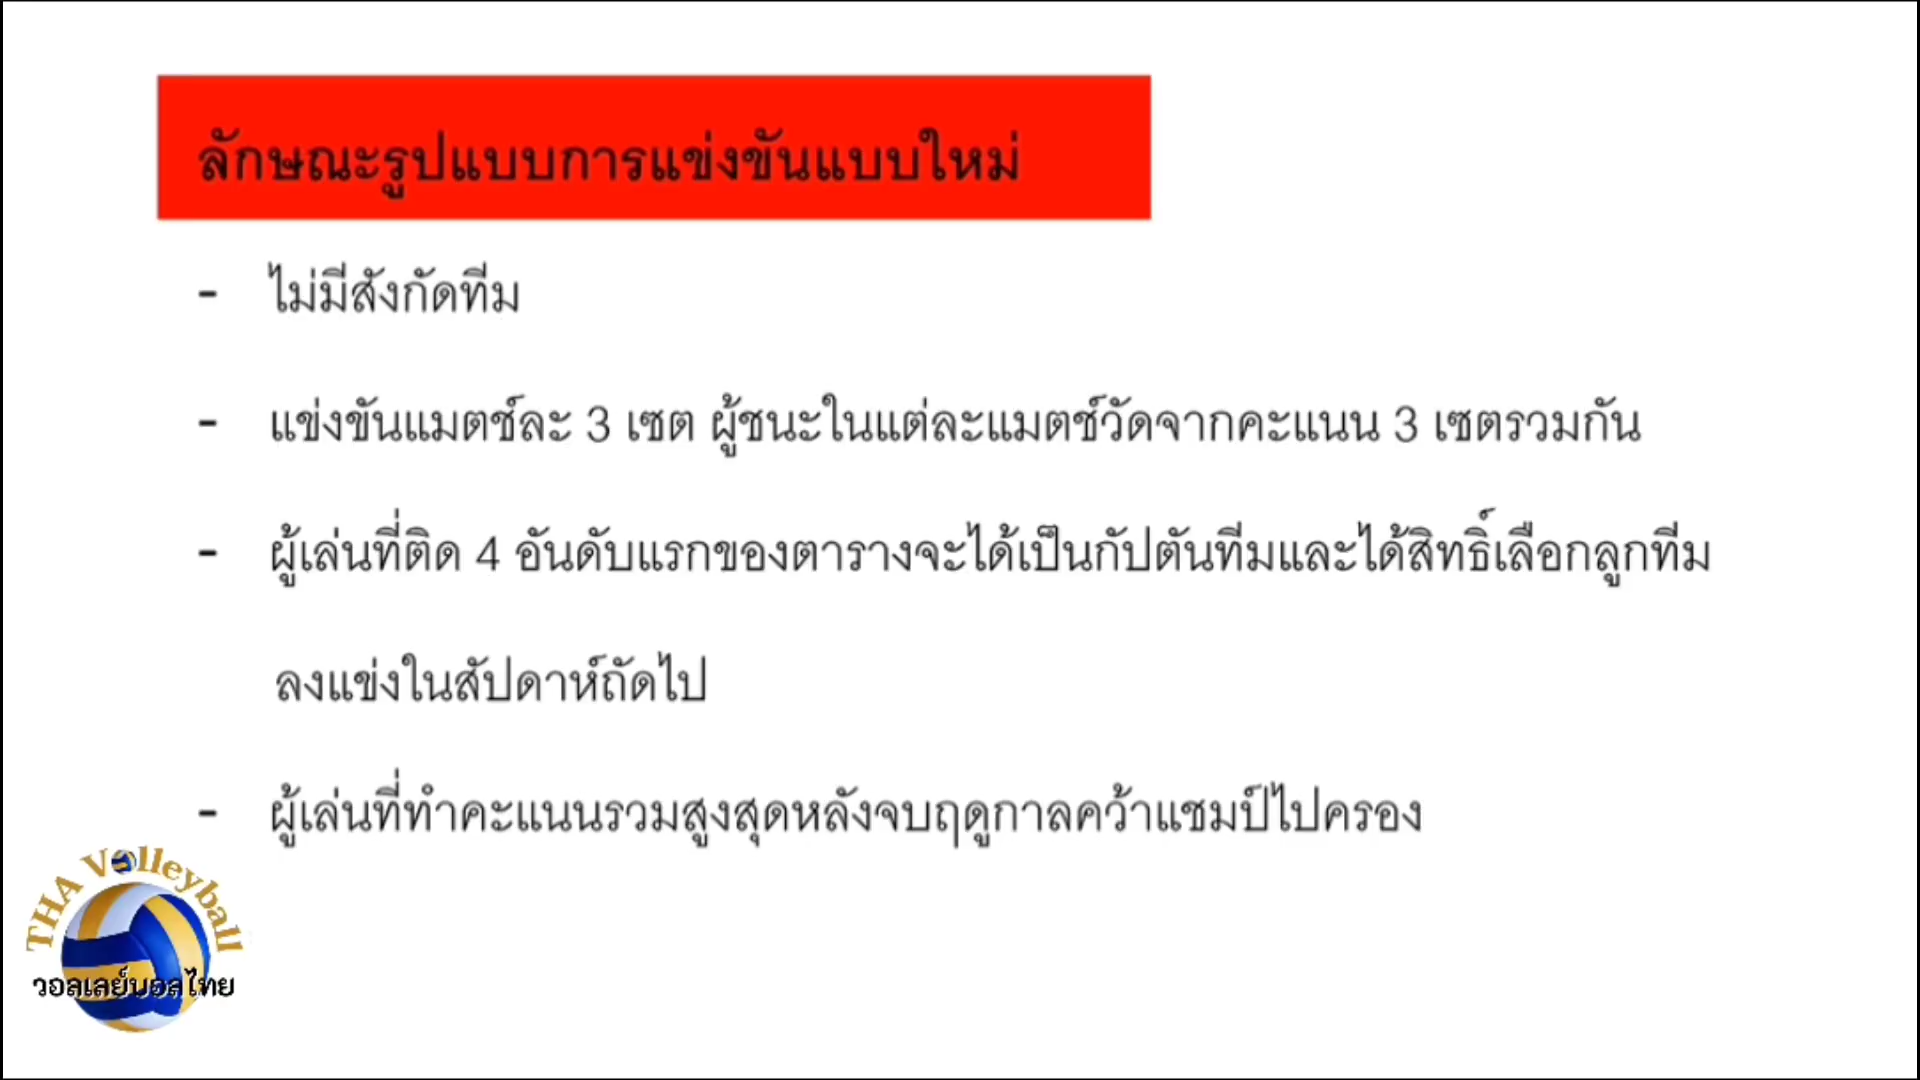 ลักษณะรูปแบบการแข่งขันแบบใหม่
- ไม่มีสังกัดทีม
- แข่งขันแมตช์ละ 3 เซต ผู้ชนะในแต่ละแมตช์วัดจากคะแนน 3 เซตรวมกัน
- ผู้เล่นที่ติด 4 อันดับแรกของตารางจะได้เป็นกัปตันทีมและได้สิทธิ์เลือกลูกทีม
ลงแข่งในสัปดาห์ถัดไป
- ผู้เล่นที่ทำคะแนนรวมสูงสุดหลังจบฤดูกาลคว้าแชมป์ไปครอง
THA Volleyball
วอลเลย์บอลไทย